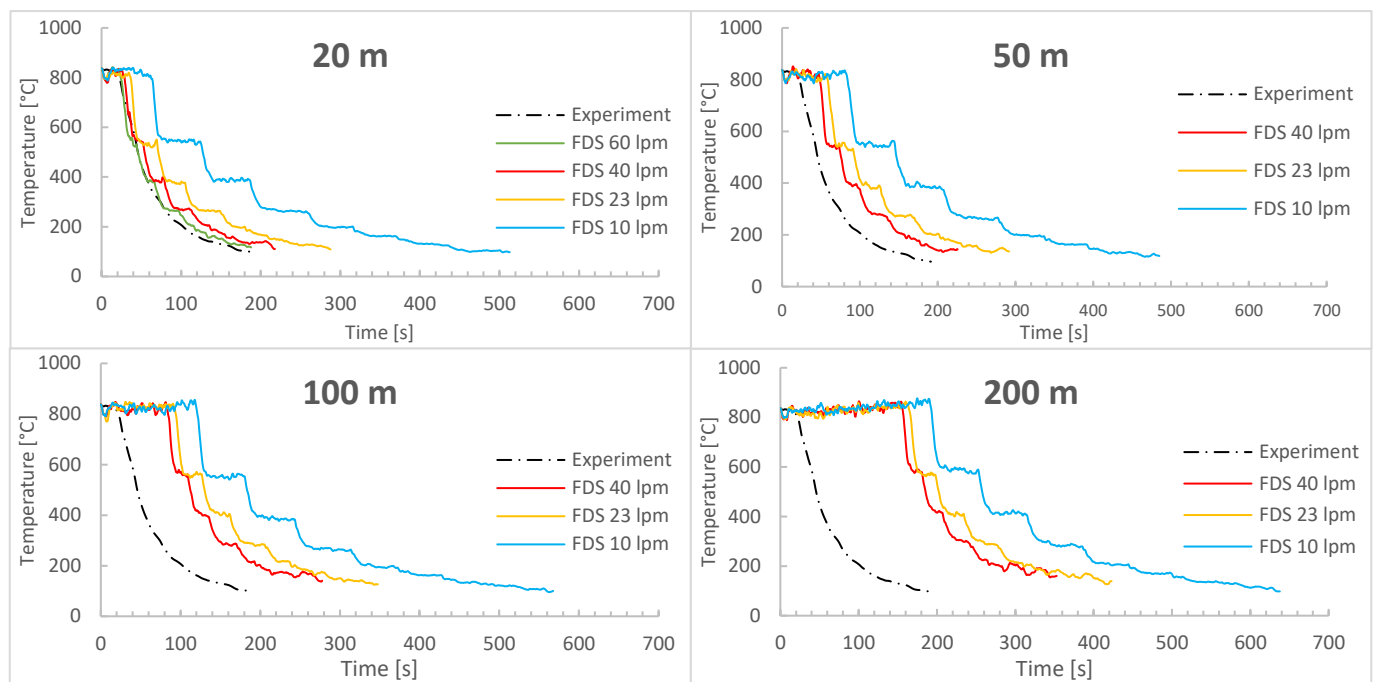 20 m
1000
800
600
400
200
0
Temperature [°C]
0 100 200 300 400 500 600 700
Time [s]
Experiment
FDS 60 lpm
FDS 40 lpm
FDS 23 lpm
FDS 10 lpm
50 m
1000
800
600
400
200
0
Temperature [°C]
0 100 200 300 400 500 600 700
Time [s]
Experiment
FDS 40 lpm
FDS 23 lpm
FDS 10 lpm
100 m
1000
800
600
400
200
0
Temperature [°C]
0 100 200 300 400 500 600 700
Time [s]
Experiment
FDS 40 lpm
FDS 23 lpm
FDS 10 lpm
200 m
1000
800
600
400
200
0
Temperature [°C]
0 100 200 300 400 500 600 700
Time [s]
Experiment
FDS 40 lpm
FDS 23 lpm
FDS 10 lpm